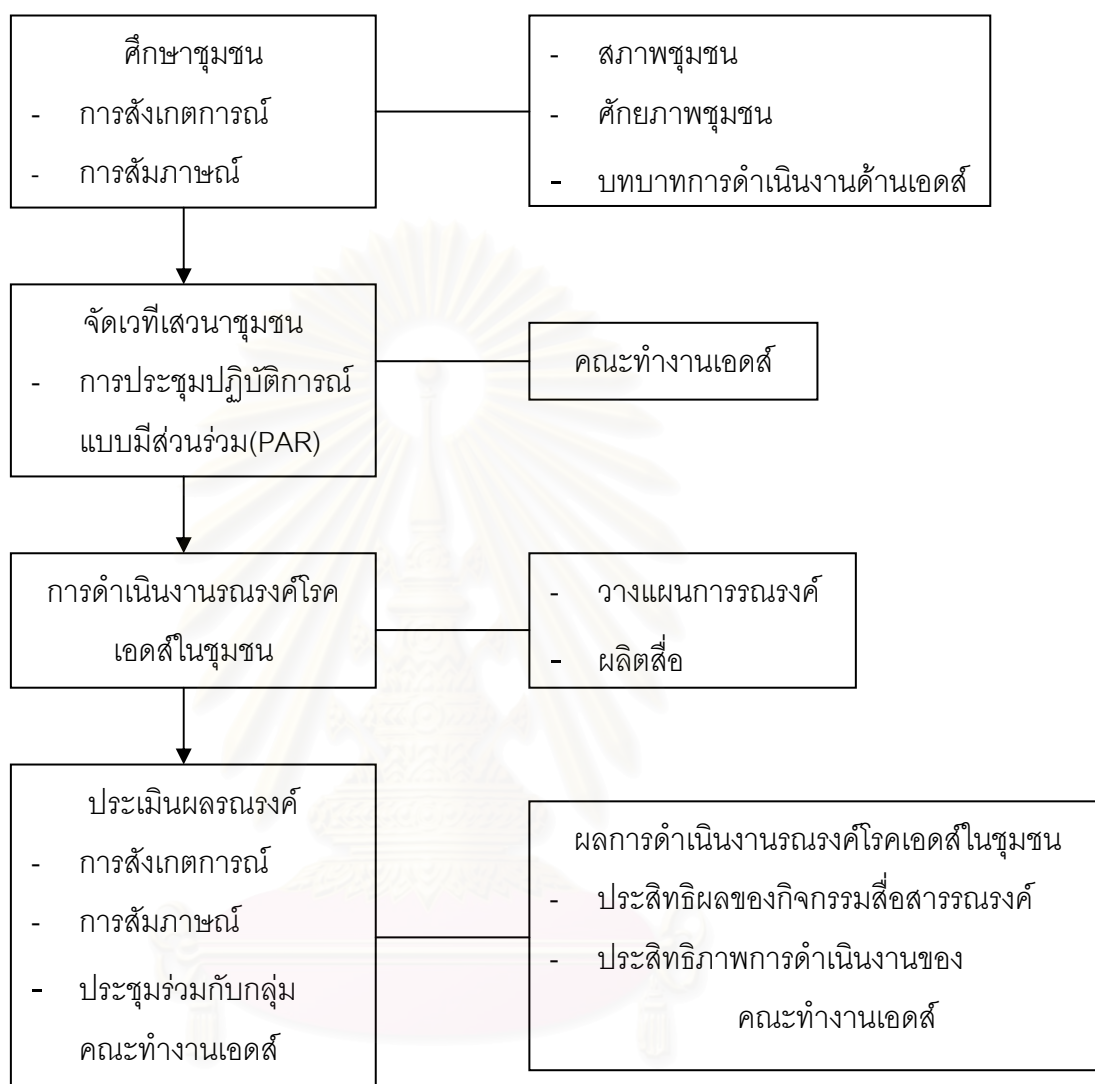 ศึกษาชุมชน
- การสังเกตการณ์
- การสัมภาษณ์
- สภาพชุมชน
- ศักยภาพชุมชน
- บทบาทการดำเนินงานด้านเอดส์
จัดเวทีเสวนาชุมชน
- การประชุมปฏิบัติการณ์
แบบมีส่วนร่วม(PAR)
คณะทำงานเอดส์
การดำเนินงานรณรงค์โรค
เอดส์ในชุมชน
- วางแผนการรณรงค์
- ผลิตสื่อ
ประเมินผลรณรงค์
- การสังเกตการณ์
- การสัมภาษณ์
- ประชุมร่วมกับกลุ่ม
คณะทำงานเอดส์
ผลการดำเนินงานรณรงค์โรคเอดส์ในชุมชน
- ประสิทธิผลของกิจกรรมสื่อสารรณรงค์
- ประสิทธิภาพการดำเนินงานของ
คณะทำงานเอดส์